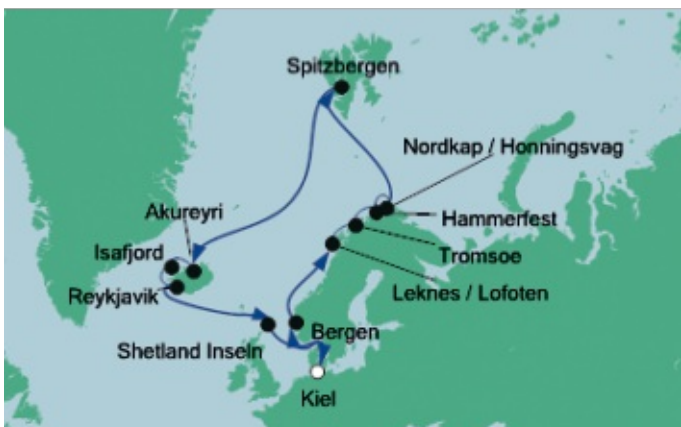 Spitzbergen
Nordkap / Honningsvag
Akureyri
Hammerfest
Isafjord
Tromsoe
Reykjavik
Leknes / Lofoten
Shetland Inseln
Bergen
Kiel